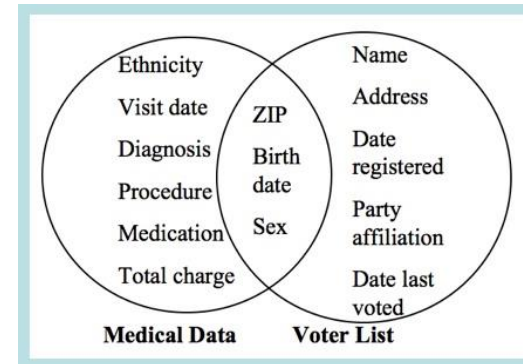 Ethnicity
Visit date
Diagnosis
Procedure
Medication
Total charge
ZIP
Birth
date
Sex
Name
Address
Date
registered
Party
affiliation
Date last
voted
Medical Data
Voter List